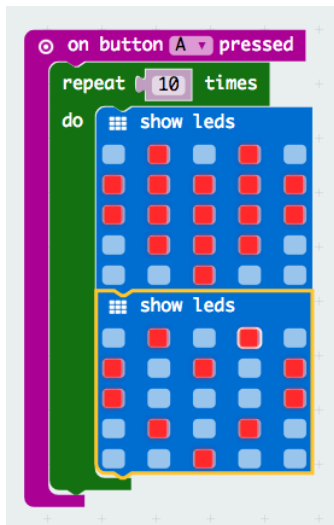 on button A pressed
repeat 10 times
do show leds
show leds